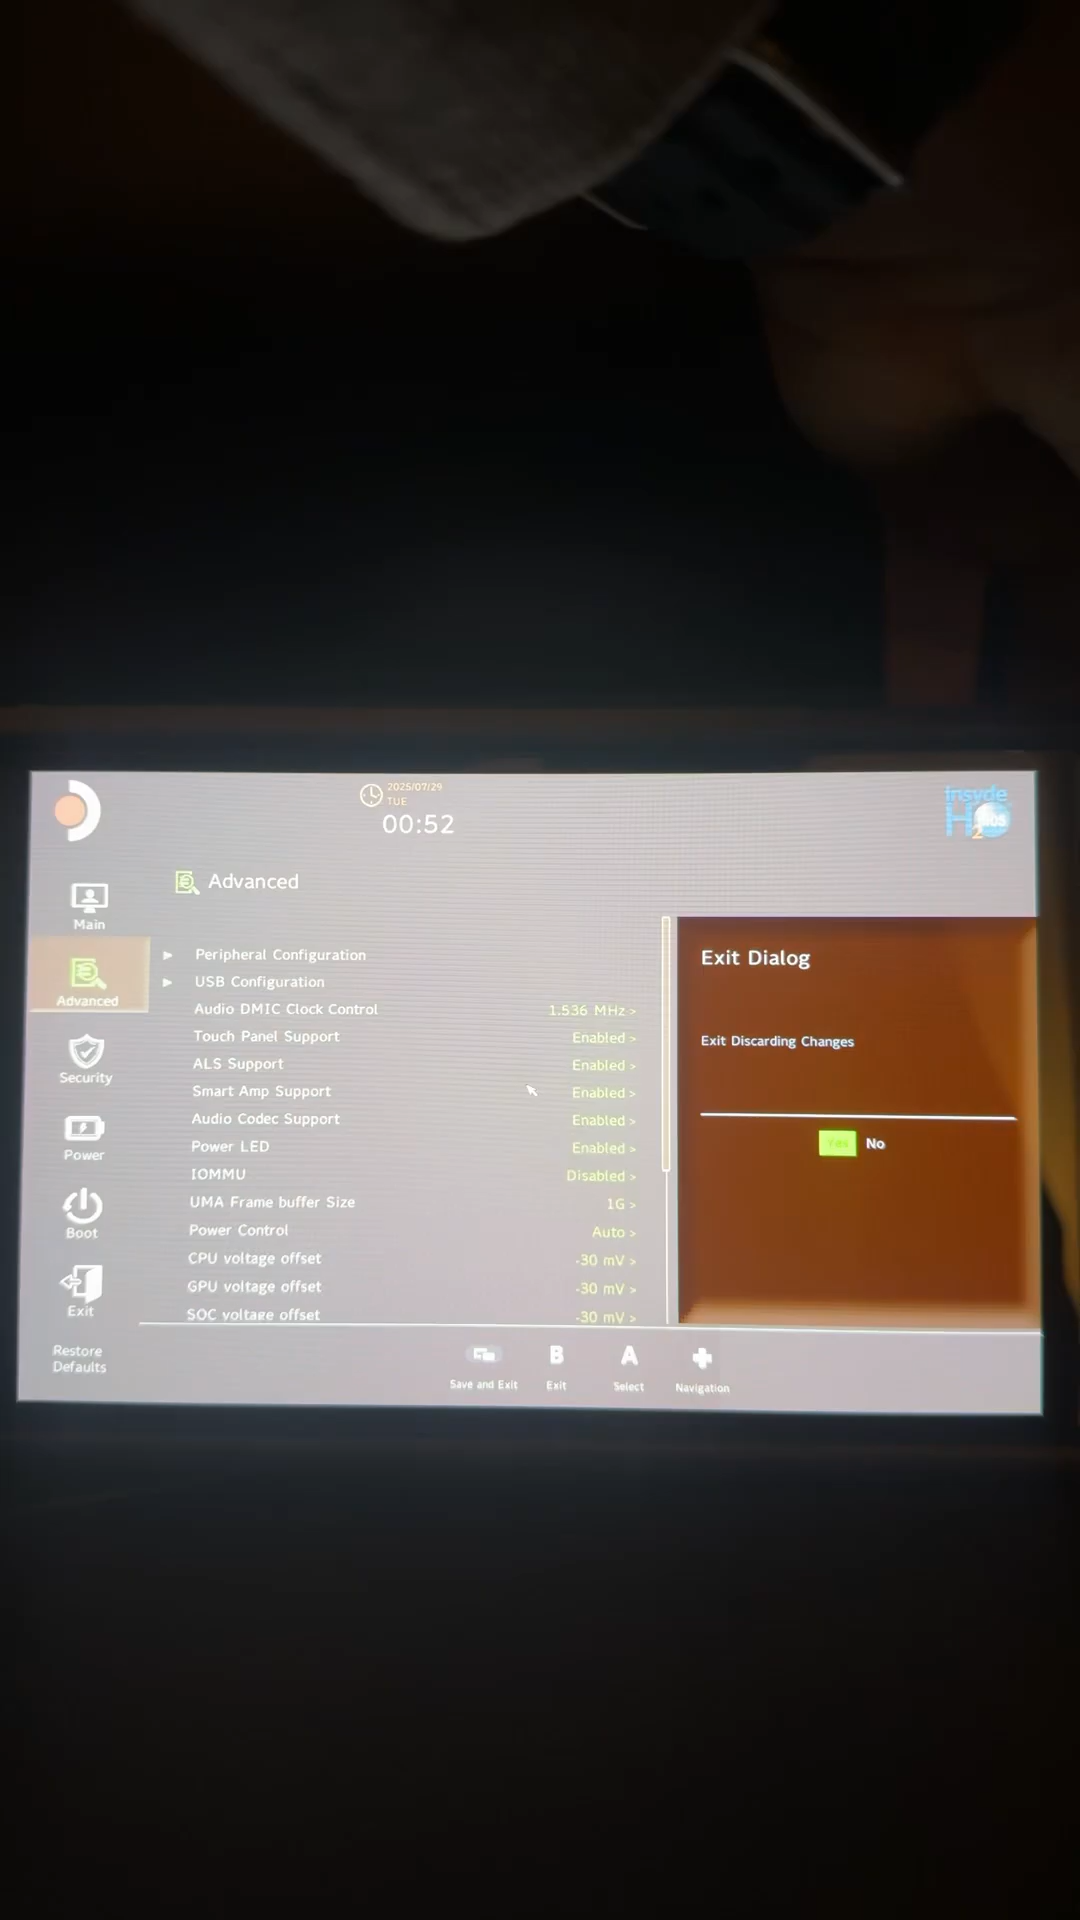 2025/07/29
TUE
00:52
insyde
H2O
BIOS
Advanced
Main
Advanced
Security
Power
Boot
Exit
Restore
Defaults
Peripheral Configuration
USB Configuration
Audio DMIC Clock Control 1.536 MHz >
Touch Panel Support Enabled >
ALS Support Enabled >
Smart Amp Support Enabled >
Audio Codec Support Enabled >
Power LED Enabled >
IOMMU Disabled >
UMA Frame buffer Size 1G >
Power Control Auto >
CPU voltage offset -30 mV >
GPU voltage offset -30 mV >
SOC voltage offset -30 mV >
Exit Dialog
Exit Discarding Changes
Yes No
B A
Save and Exit Exit Select Navigation